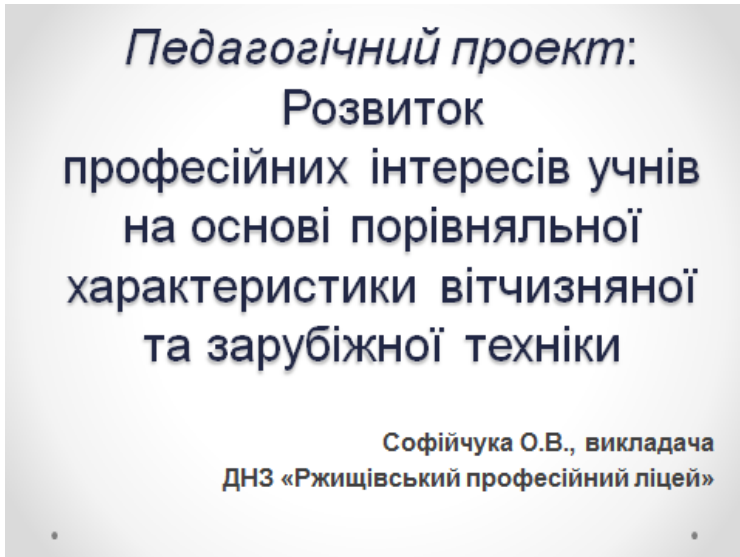 Педагогічний проект:
Розвиток
професійних інтересів учнів
на основі порівняльної
характеристики вітчизняної
та зарубіжної техніки
Софійчука О.В., викладача
ДНЗ «Ржищівський професійний ліцей»